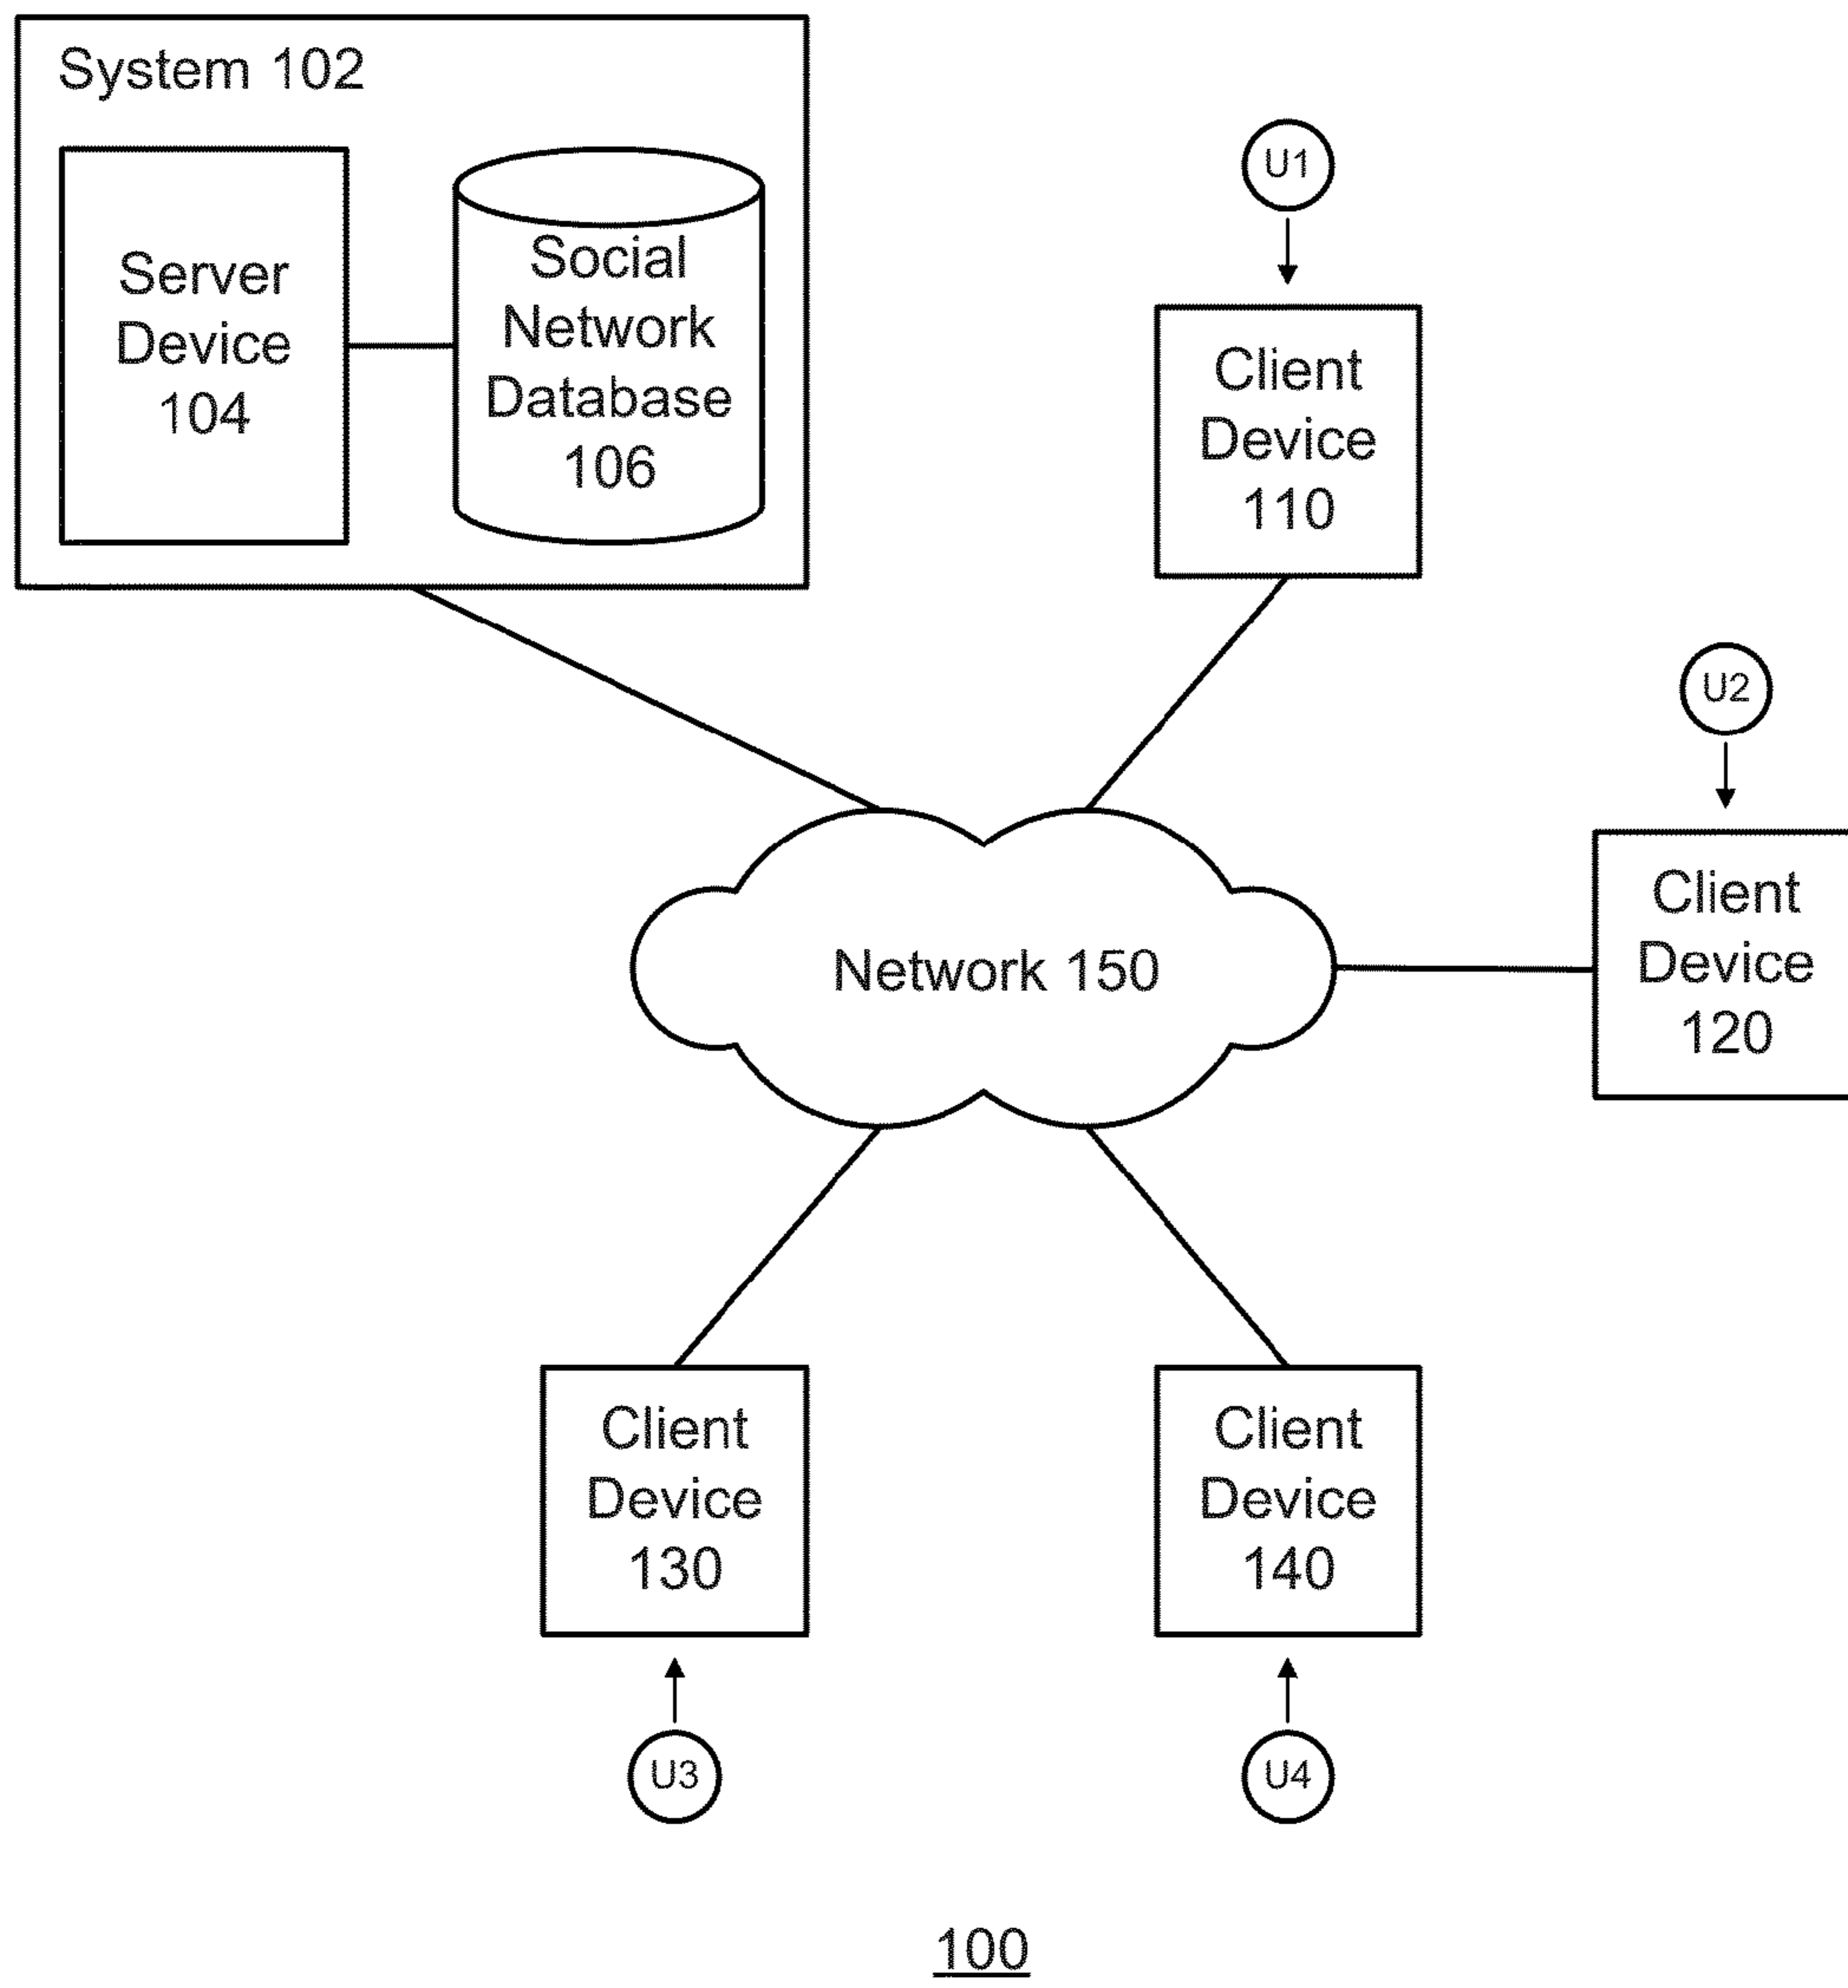 System 102
Server
Device
104
Social
Network
Database
106
U1
Client
Device
110
U2
Client
Device
120
Network 150
Client
Device
130
Client
Device
140
U3
U4
100